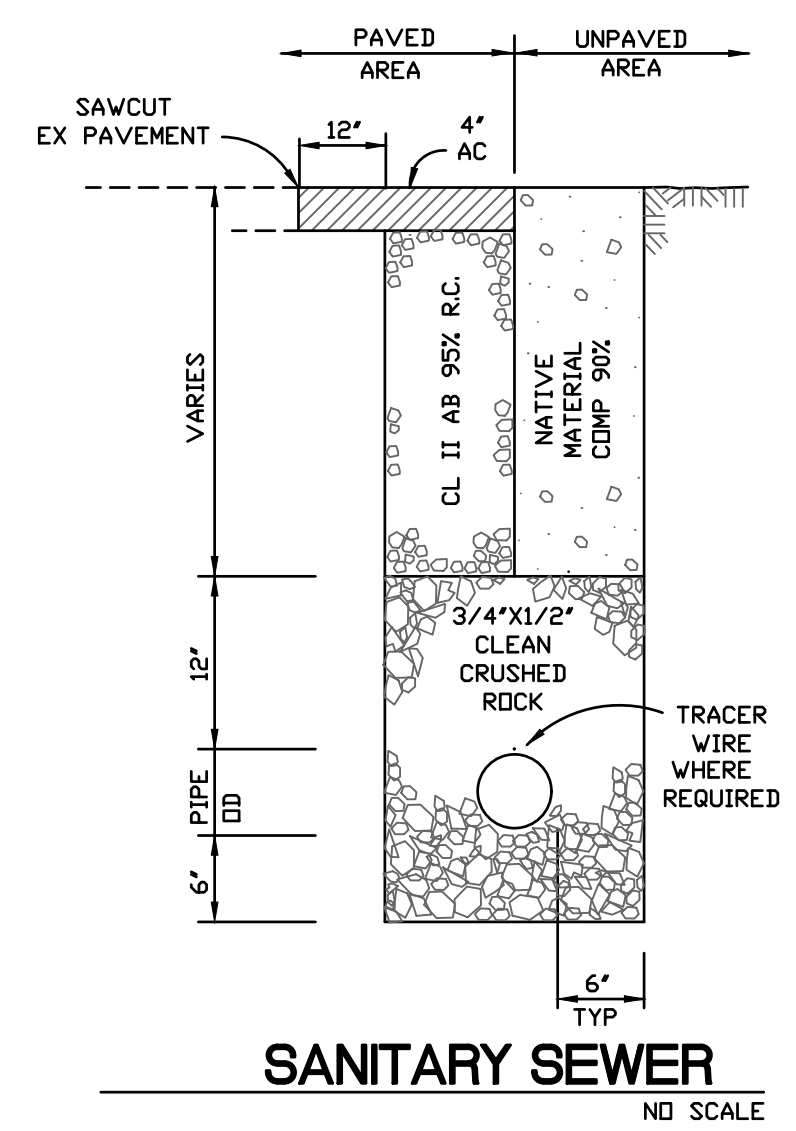 PAVED
AREA
UNPAVED
AREA
SAWCUT
EX PAVEMENT
12"
4"
AC
VARIES
CL II AB 95% R.C.
NATIVE
MATERIAL
COMP 90%
12"
3/4"X1/2"
CLEAN
CRUSHED
ROCK
TRACER
WIRE
WHERE
REQUIRED
PIPE
OD
6"
6"
TYP
SANITARY SEWER
NO SCALE